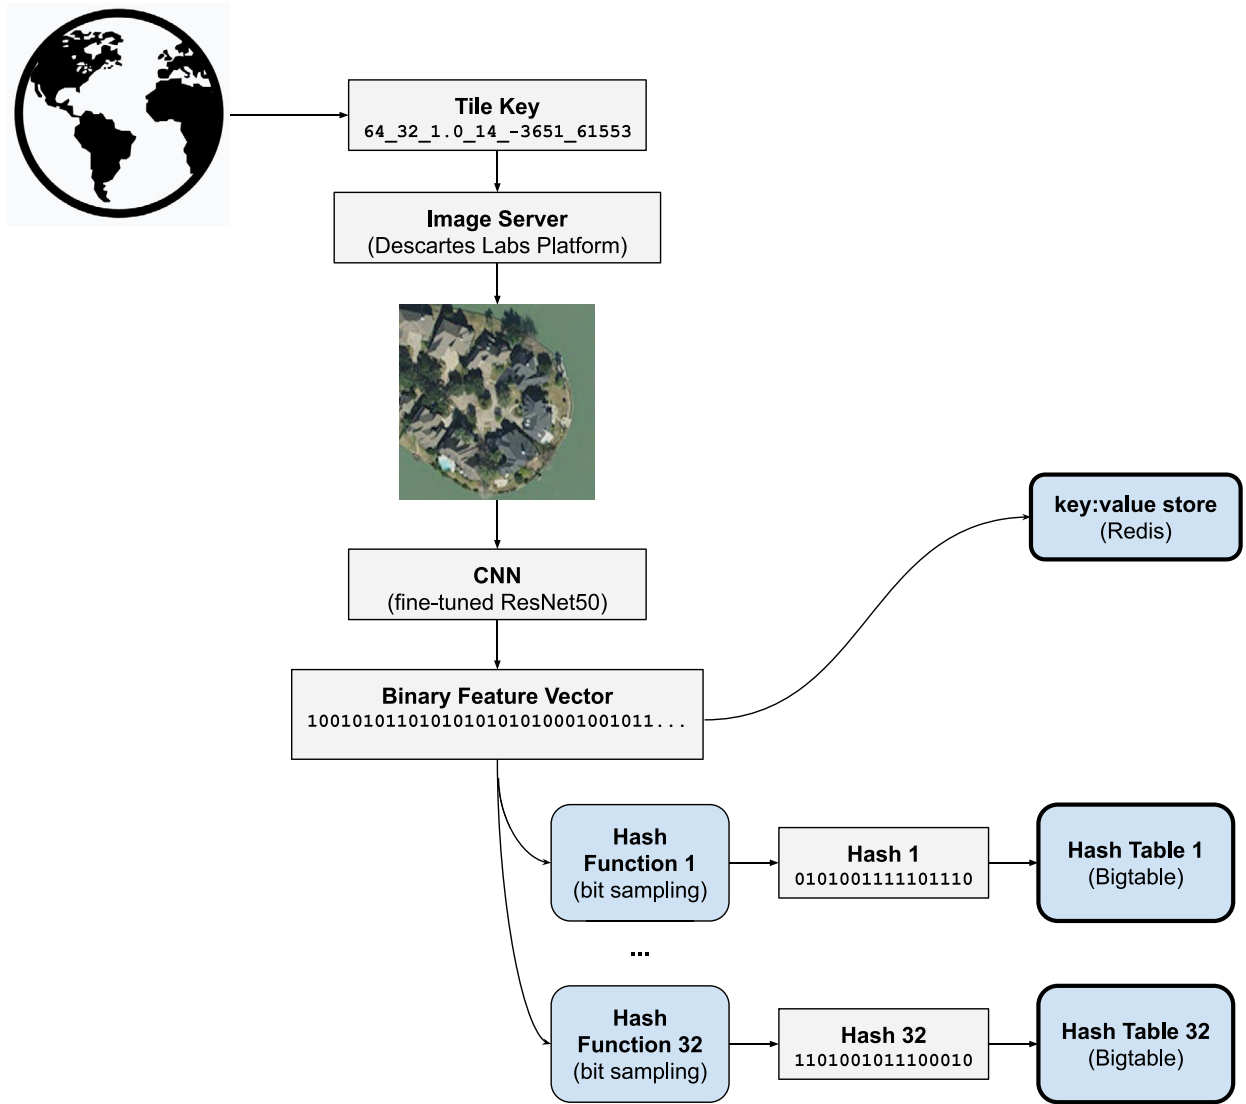 Tile Key
64_32_1.0_14_-3651_61553
Image Server
(Descartes Labs Platform)
CNN
(fine-tuned ResNet50)
key:value store
(Redis)
Binary Feature Vector
1001010110101010101010001001011...
Hash
Function 1
(bit sampling)
Hash 1
0101001111101110
Hash Table 1
(Bigtable)
...
Hash
Function 32
(bit sampling)
Hash 32
1101001011100010
Hash Table 32
(Bigtable)